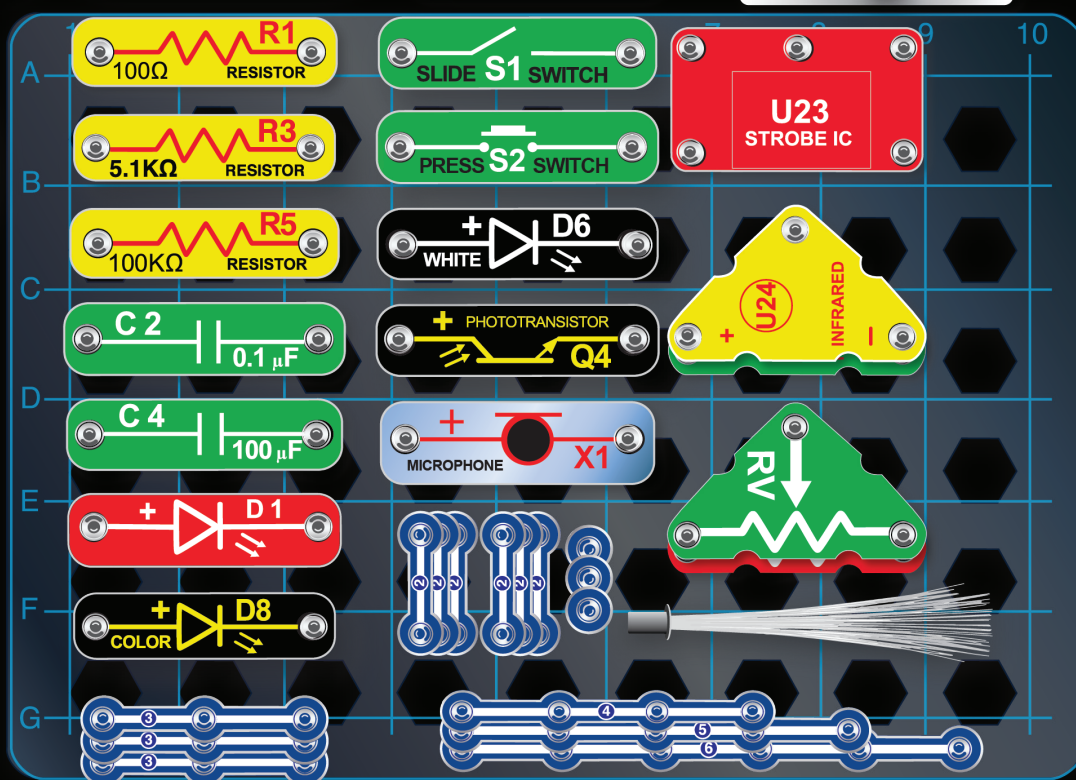 7 8 9 10
A
B
C
D
E
F
G
R1
100Ω RESISTOR
R3
5.1KΩ RESISTOR
R5
100KΩ RESISTOR
C 2
0.1 µF
C 4
100 µF
+ D 1
+ D8
COLOR
3
3
3
SLIDE S1 SWITCH
PRESS S2 SWITCH
+ D6
WHITE
+ PHOTOTRANSISTOR
Q4
+
MICROPHONE X1
2 2 2 2 2 2
4
5
6
U23
STROBE IC
U24
INFRARED
+ –
RV